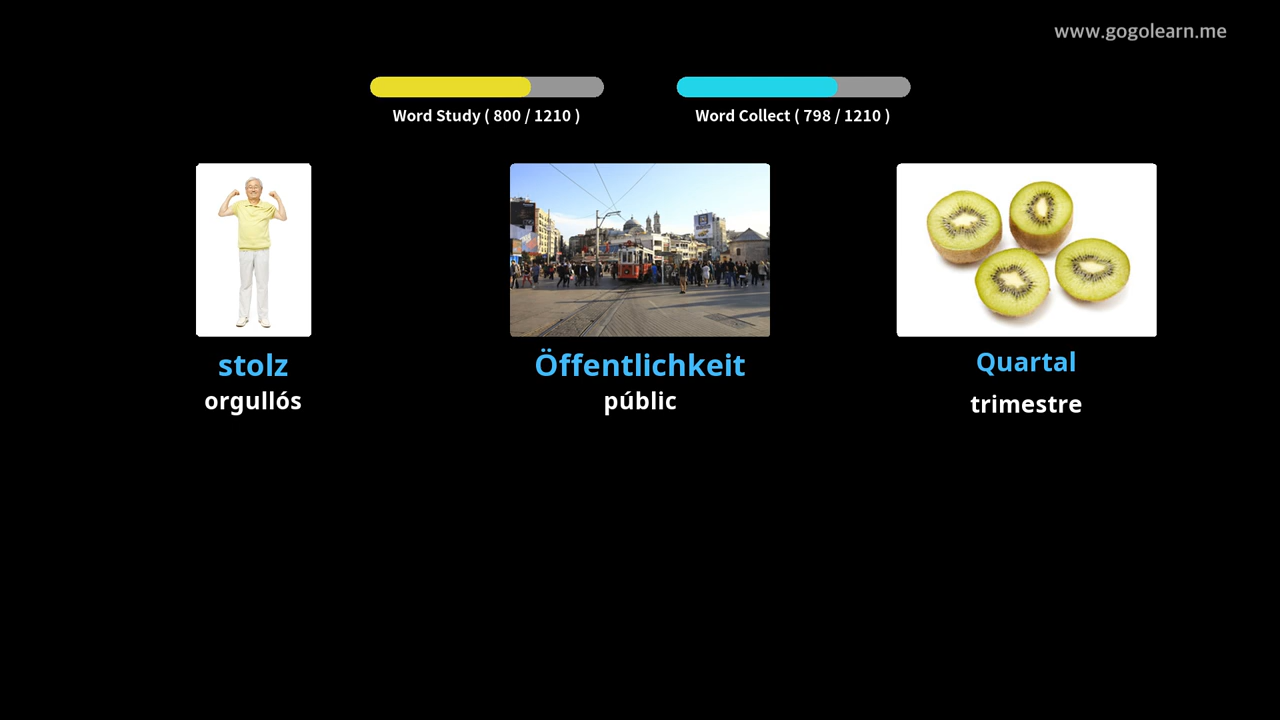 www.gogolearn.me
Word Study ( 800 / 1210 )
Word Collect ( 798 / 1210 )
stolz
orgullós
Öffentlichkeit
públic
Quartal
trimestre